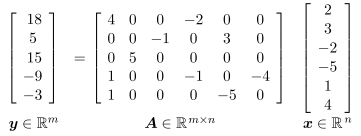 [ 18 ] [ 4 0 0 −2 0 0 ] [ 2 ]
[ 5 ] [ 0 0 −1 0 3 0 ] [ 3 ]
[ 15 ] = [ 0 5 0 0 0 0 ] [ −2 ]
[ −9 ] [ 1 0 0 −1 0 −4 ] [ −5 ]
[ −3 ] [ 1 0 0 0 −5 0 ] [ 1 ]
[ 4 ]
y ∈ ℝ^m A ∈ ℝ^{m×n} x ∈ ℝ^n